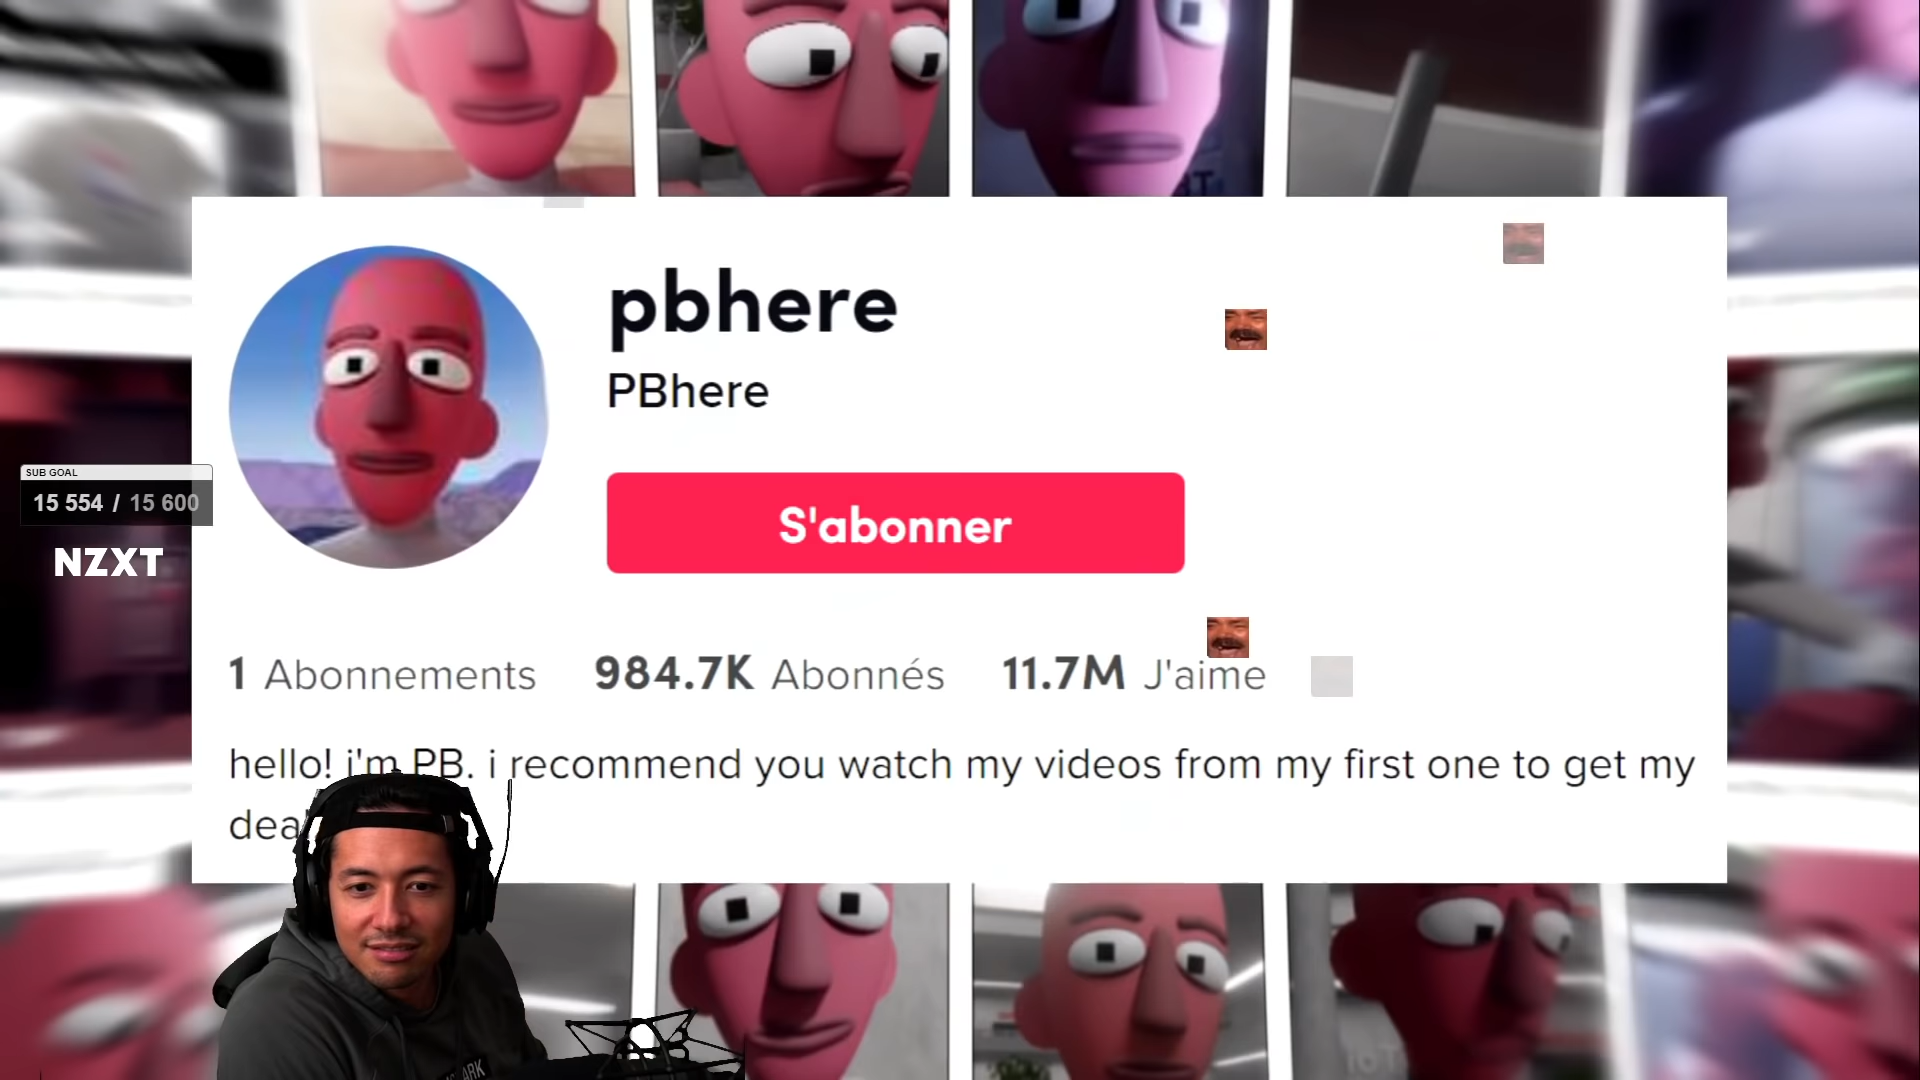 pbhere
PBhere
SUB GOAL
15 554 / 15 600
S'abonner
NZXT
1 Abonnements 984.7K Abonnés 11.7M J'aime
hello! i'm PB. i recommend you watch my videos from my first one to get my